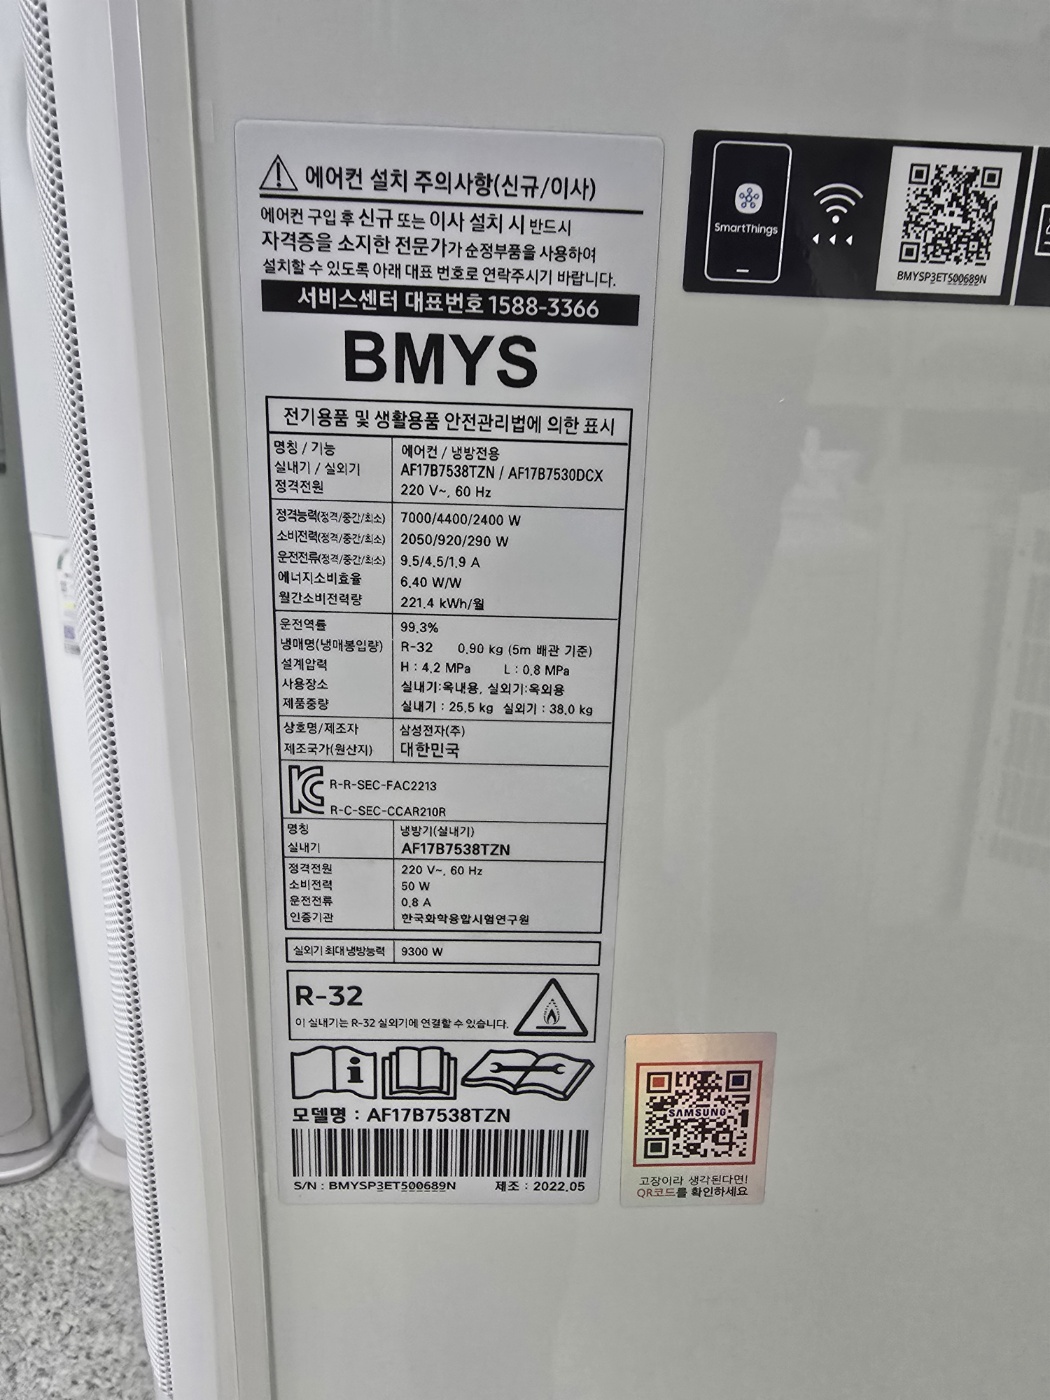 에어컨 설치 주의사항(신규/이사)
에어컨 구입 후 신규 또는 이사 설치 시 반드시
자격증을 소지한 전문가가 순정부품을 사용하여
설치할 수 있도록 아래 대표 번호로 연락주시기 바랍니다.
서비스센터 대표번호 1588-3366
BMYS
전기용품 및 생활용품 안전관리법에 의한 표시
명칭 / 기능 에어컨 / 냉방전용
실내기 / 실외기 AF17B7538TZN / AF17B7530DCX
정격전원 220 V~, 60 Hz
정격능력(정격/중간/최소) 7000/4400/2400 W
소비전력(정격/중간/최소) 2050/920/290 W
운전전류(정격/중간/최소) 9.5/4.5/1.9 A
에너지소비효율 6.40 W/W
월간소비전력량 221.4 kWh/월
운전역률 99.3%
냉매명(냉매봉입량) R-32 0.90 kg (5m 배관 기준)
설계압력 H : 4.2 MPa L : 0.8 MPa
사용장소 실내기:옥내용, 실외기:옥외용
제품중량 실내기 : 25.5 kg 실외기 : 38.0 kg
상호명/제조자 삼성전자(주)
제조국가(원산지) 대한민국
R-R-SEC-FAC2213
R-C-SEC-CCAR210R
명칭 냉방기(실내기)
실내기 AF17B7538TZN
정격전원 220 V~, 60 Hz
소비전력 50 W
운전전류 0.8 A
인증기관 한국화학융합시험연구원
실외기 최대 냉방능력 9300 W
R-32
이 실내기는 R-32 실외기에 연결할 수 있습니다.
모델명 : AF17B7538TZN
S/N : BMYSP3ET500689N 제조 : 2022.05
SmartThings
BMYSP3ET500689N
SAMSUNG
고장이라 생각된다면!
QR코드를 확인하세요